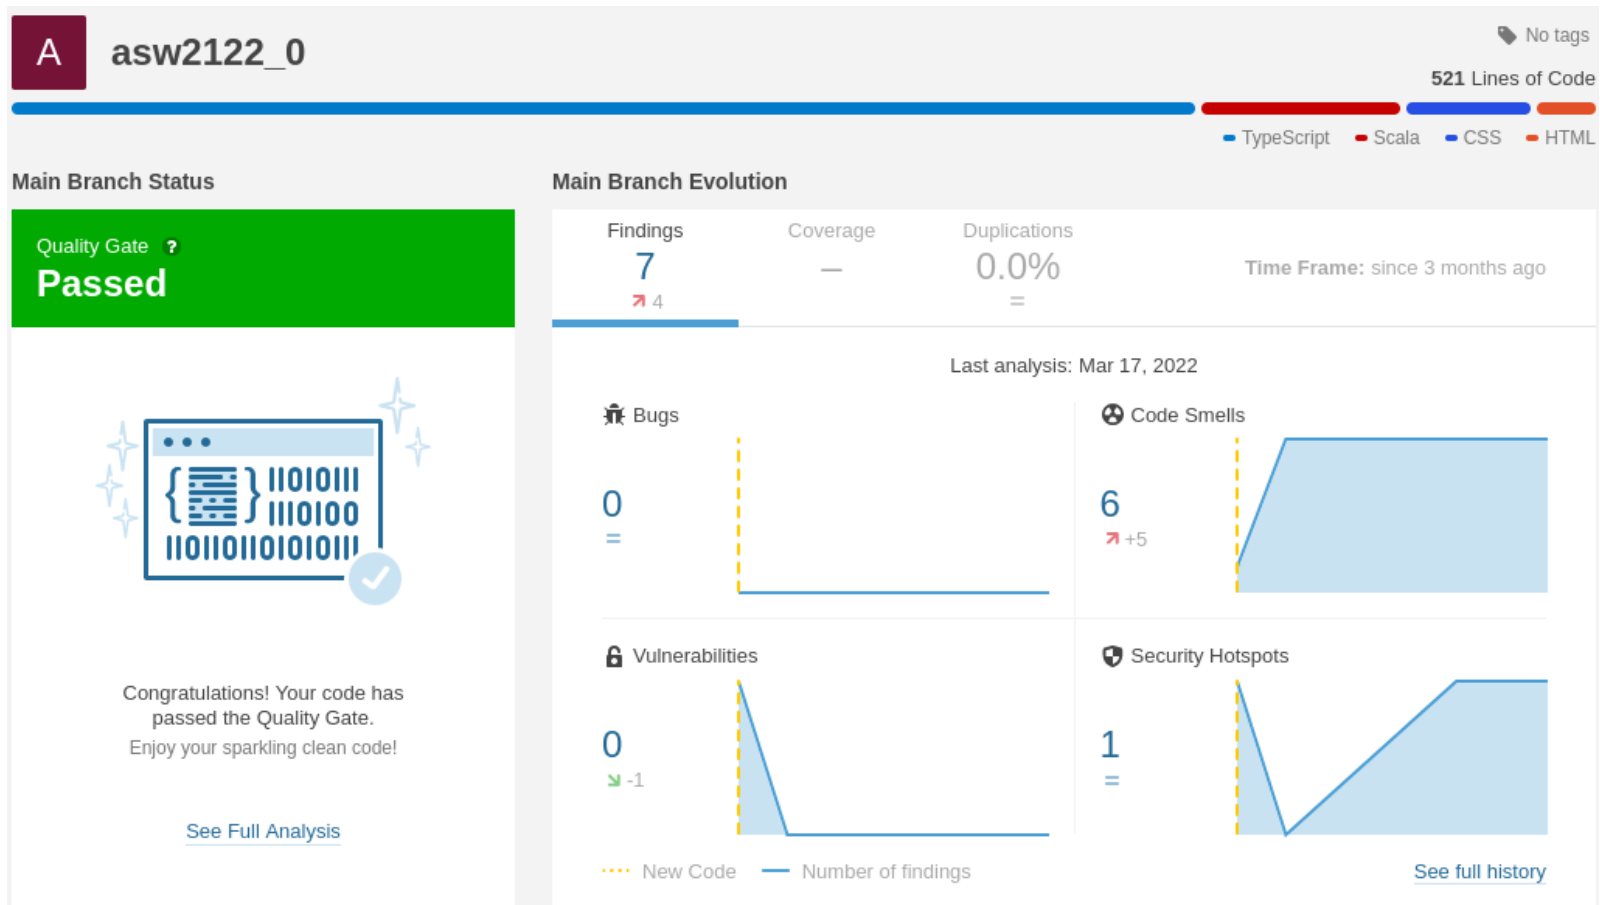 A
asw2122_0
No tags
521 Lines of Code
TypeScript Scala CSS HTML
Main Branch Status
Quality Gate ?
Passed
{ } 1101011
110100
11011011010111
Congratulations! Your code has
passed the Quality Gate.
Enjoy your sparkling clean code!
See Full Analysis
Main Branch Evolution
Findings
7
4
Coverage
–
Duplications
0.0%
=
Time Frame: since 3 months ago
Last analysis: Mar 17, 2022
Bugs
0
=
Code Smells
6
+5
Vulnerabilities
0
-1
Security Hotspots
1
=
New Code Number of findings
See full history